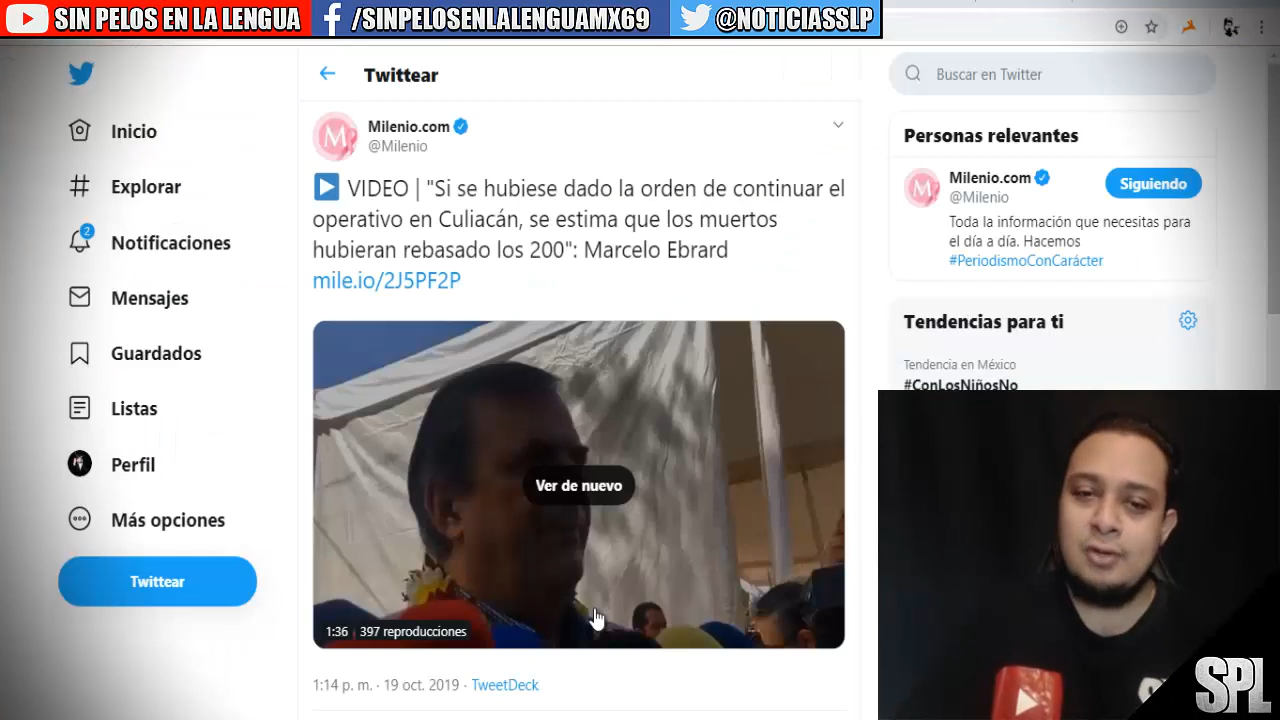 SIN PELOS EN LA LENGUA
/SINPELOSENLALENGUAMX69
@NOTICIASSLP
Inicio
Explorar
2
Notificaciones
Mensajes
Guardados
Listas
Perfil
Más opciones
Twittear
Twittear
Milenio.com
@Milenio
VIDEO | "Si se hubiese dado la orden de continuar el
operativo en Culiacán, se estima que los muertos
hubieran rebasado los 200": Marcelo Ebrard
mile.io/2J5PF2P
Ver de nuevo
1:36 | 397 reproducciones
1:14 p. m. · 19 oct. 2019 · TweetDeck
Buscar en Twitter
Personas relevantes
Milenio.com
@Milenio
Siguiendo
Toda la información que necesitas para
el día a día. Hacemos
#PeriodismoConCarácter
Tendencias para ti
Tendencia en México
#ConLosNiñosNo
SPL